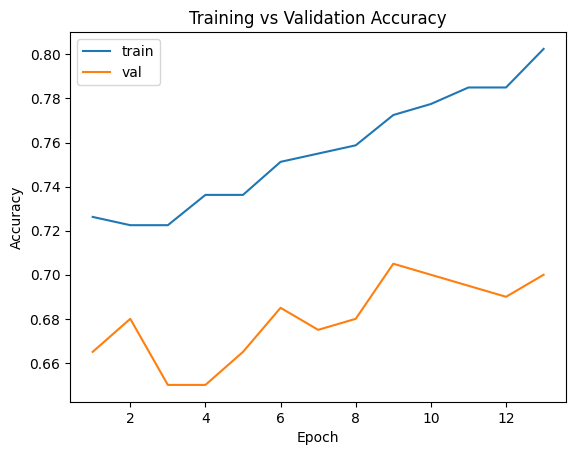 Training vs Validation Accuracy
train
val
0.80
0.78
0.76
0.74
0.72
0.70
0.68
0.66
Accuracy
2 4 6 8 10 12
Epoch